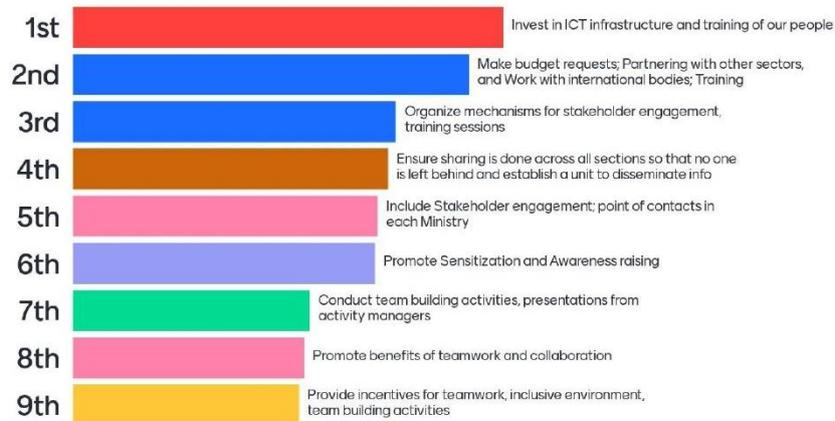 1st
Invest in ICT infrastructure and training of our people
2nd
Make budget requests; Partnering with other sectors,
and Work with international bodies; Training
3rd
Organize mechanisms for stakeholder engagement,
training sessions
4th
Ensure sharing is done across all sections so that no one
is left behind and establish a unit to disseminate info
5th
Include Stakeholder engagement; point of contacts in
each Ministry
6th
Promote Sensitization and Awareness raising
7th
Conduct team building activities, presentations from
activity managers
8th
Promote benefits of teamwork and collaboration
9th
Provide incentives for teamwork, inclusive environment,
team building activities